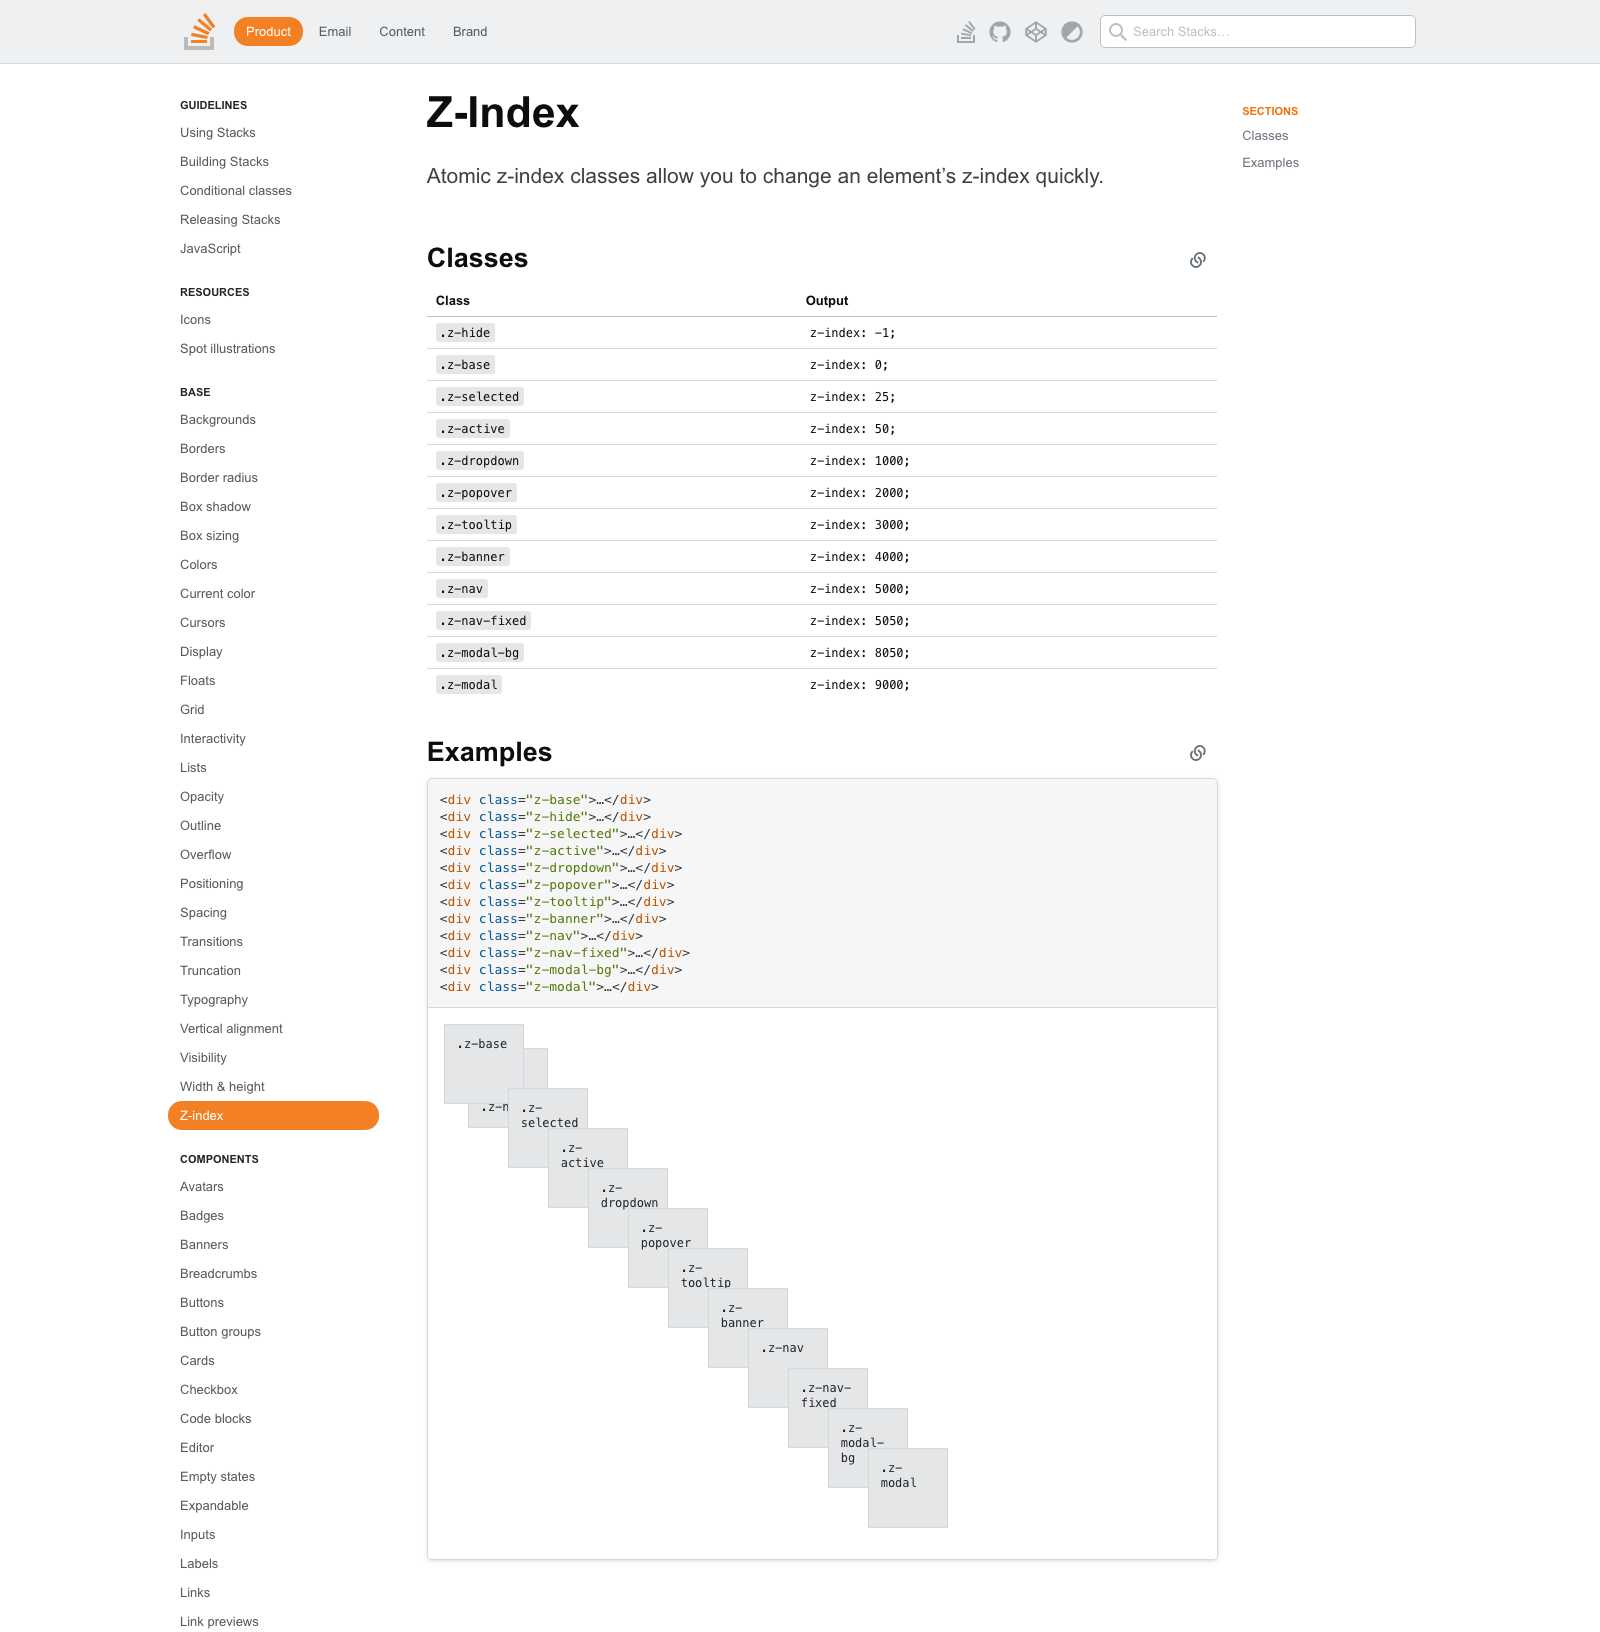 Product
Email
Content
Brand
Search Stacks…
GUIDELINES
Using Stacks
Building Stacks
Conditional classes
Releasing Stacks
JavaScript
RESOURCES
Icons
Spot illustrations
BASE
Backgrounds
Borders
Border radius
Box shadow
Box sizing
Colors
Current color
Cursors
Display
Floats
Grid
Interactivity
Lists
Opacity
Outline
Overflow
Positioning
Spacing
Transitions
Truncation
Typography
Vertical alignment
Visibility
Width & height
Z-index
COMPONENTS
Avatars
Badges
Banners
Breadcrumbs
Buttons
Button groups
Cards
Checkbox
Code blocks
Editor
Empty states
Expandable
Inputs
Labels
Links
Link previews
Z-Index
Atomic z-index classes allow you to change an element’s z-index quickly.
Classes
Class Output
.z-hide z-index: -1;
.z-base z-index: 0;
.z-selected z-index: 25;
.z-active z-index: 50;
.z-dropdown z-index: 1000;
.z-popover z-index: 2000;
.z-tooltip z-index: 3000;
.z-banner z-index: 4000;
.z-nav z-index: 5000;
.z-nav-fixed z-index: 5050;
.z-modal-bg z-index: 8050;
.z-modal z-index: 9000;
Examples
<div class="z-base">…</div>
<div class="z-hide">…</div>
<div class="z-selected">…</div>
<div class="z-active">…</div>
<div class="z-dropdown">…</div>
<div class="z-popover">…</div>
<div class="z-tooltip">…</div>
<div class="z-banner">…</div>
<div class="z-nav">…</div>
<div class="z-nav-fixed">…</div>
<div class="z-modal-bg">…</div>
<div class="z-modal">…</div>
.z-base
.z-
selected
.z-
active
.z-
dropdown
.z-
popover
.z-
tooltip
.z-
banner
.z-nav
.z-nav-
fixed
.z-
modal-
bg
.z-
modal
SECTIONS
Classes
Examples